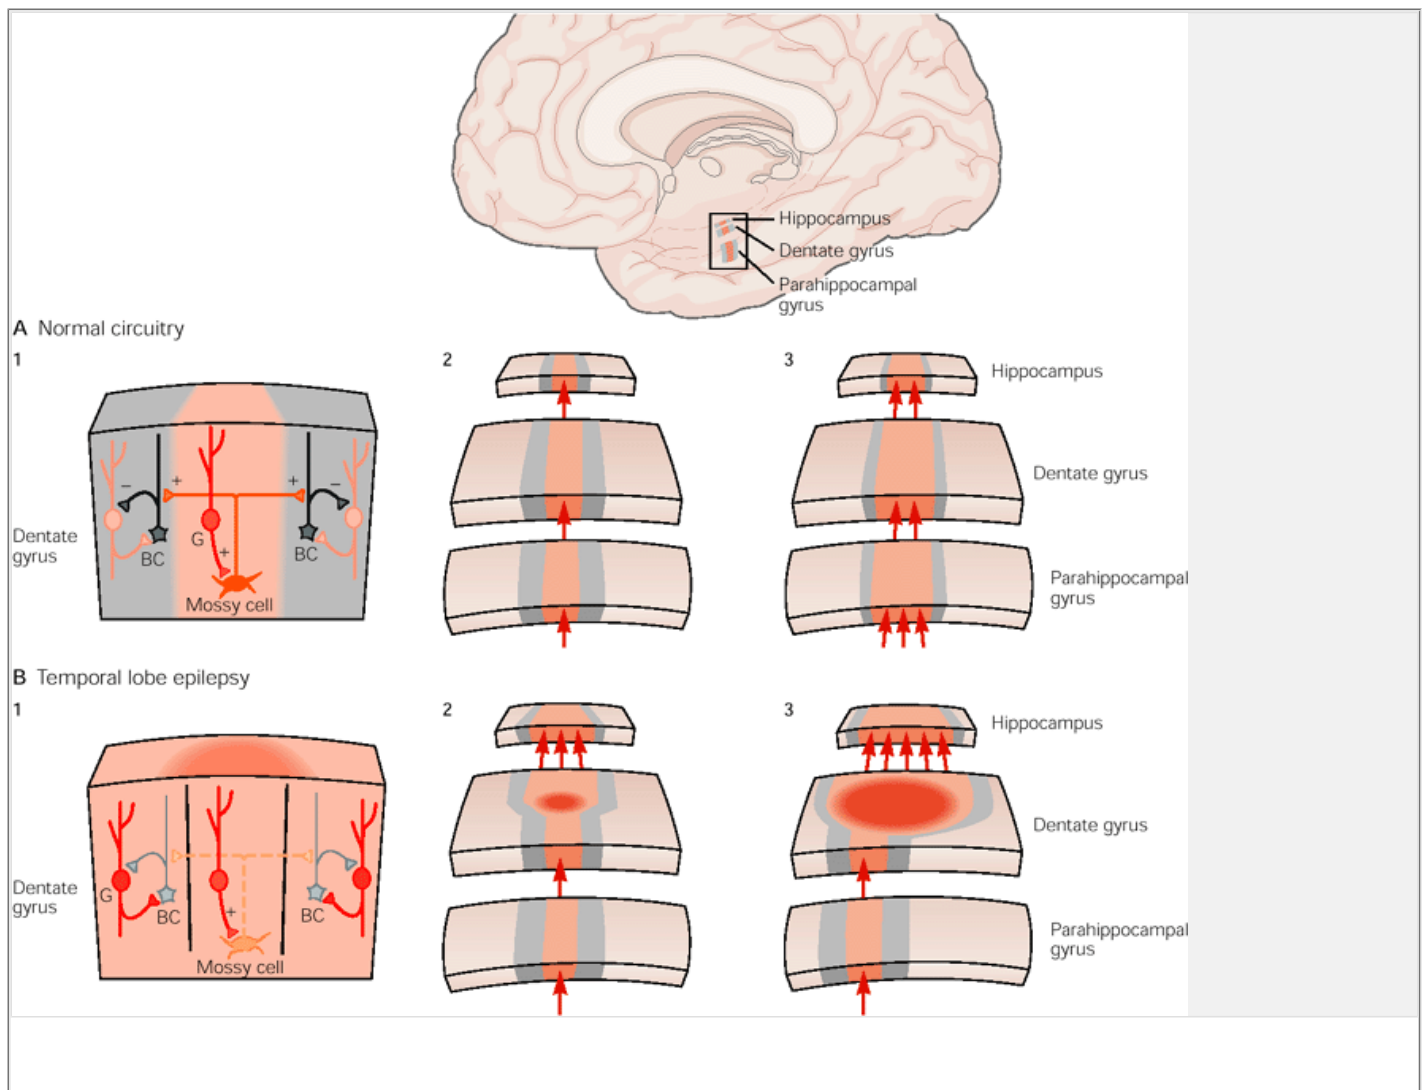 Hippocampus
Dentate gyrus
Parahippocampal
gyrus
A Normal circuitry
1
2
3
Hippocampus
Dentate gyrus
Parahippocampal
gyrus
Dentate
gyrus
−
+
+
−
BC
G
+
BC
Mossy cell
B Temporal lobe epilepsy
1
2
3
Hippocampus
Dentate gyrus
Parahippocampal
gyrus
Dentate
gyrus
G
BC
+
BC
Mossy cell